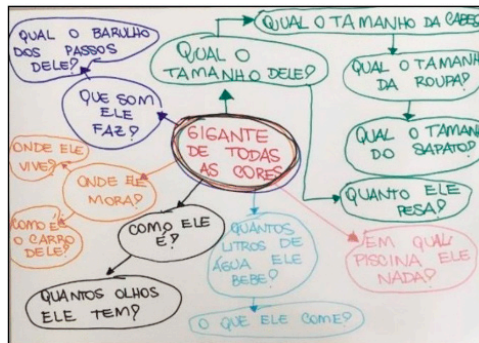 QUAL O BARULHO
DOS PASSOS
DELE?
QUE SOM
ELE
FAZ?
QUAL O
TAMANHO DELE?
QUAL O TAMANHO DA CABEÇ
QUAL O TAMANH
DA ROUPA?
QUAL O TAMAN
DO SAPATO?
QUANTO ELE
PESA?
GIGANTE
DE TODAS
AS CORES
ONDE ELE
VIVE?
ONDE ELE
MORA?
COMO É
O CARRO
DELE?
COMO ELE
É?
QUANTOS OLHOS
ELE TEM?
QUANTOS
LITROS DE
ÁGUA ELE
BEBE?
O QUE ELE COME?
EM QUAL
PISCINA ELE
NADA?